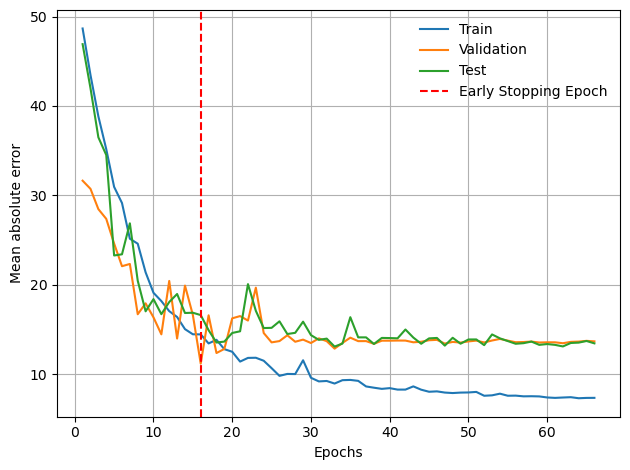 50
40
30
20
10
Mean absolute error
Train
Validation
Test
Early Stopping Epoch
0 10 20 30 40 50 60
Epochs